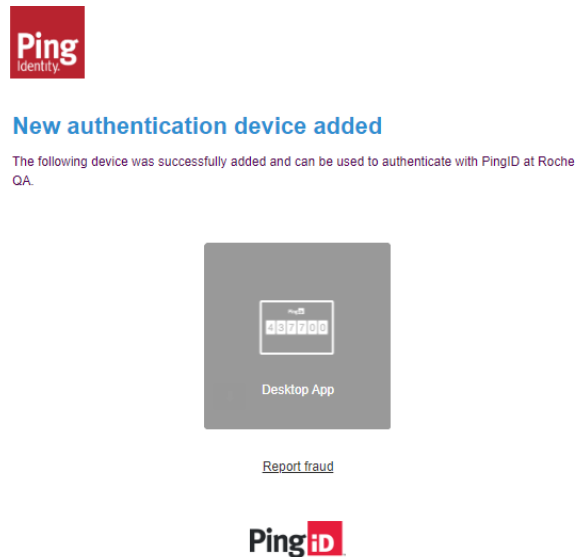 Ping
Identity.
New authentication device added
The following device was successfully added and can be used to authenticate with PingID at Roche
QA.
PingID
437700
Desktop App
Report fraud
PingID